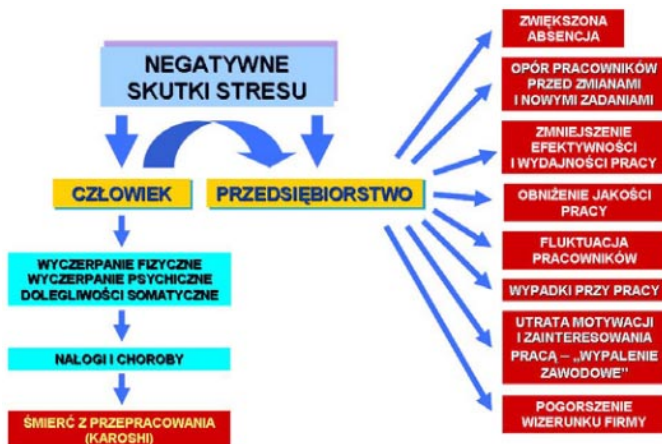 NEGATYWNE
SKUTKI STRESU
CZŁOWIEK
PRZEDSIĘBIORSTWO
WYCZERPANIE FIZYCZNE
WYCZERPANIE PSYCHICZNE
DOLEGLIWOŚCI SOMATYCZNE
NAŁOGI I CHOROBY
ŚMIERĆ Z PRZEPRACOWANIA
(KAROSHI)
ZWIĘKSZONA
ABSENCJA
OPÓR PRACOWNIKÓW
PRZED ZMIANAMI
I NOWYMI ZADANIAMI
ZMNIEJSZENIE
EFEKTYWNOŚCI
I WYDAJNOŚCI PRACY
OBNIŻENIE JAKOŚCI
PRACY
FLUKTUACJA
PRACOWNIKÓW
WYPADKI PRZY PRACY
UTRATA MOTYWACJI
I ZAINTERESOWANIA
PRACĄ – „WYPALENIE
ZAWODOWE"
POGORSZENIE
WIZERUNKU FIRMY